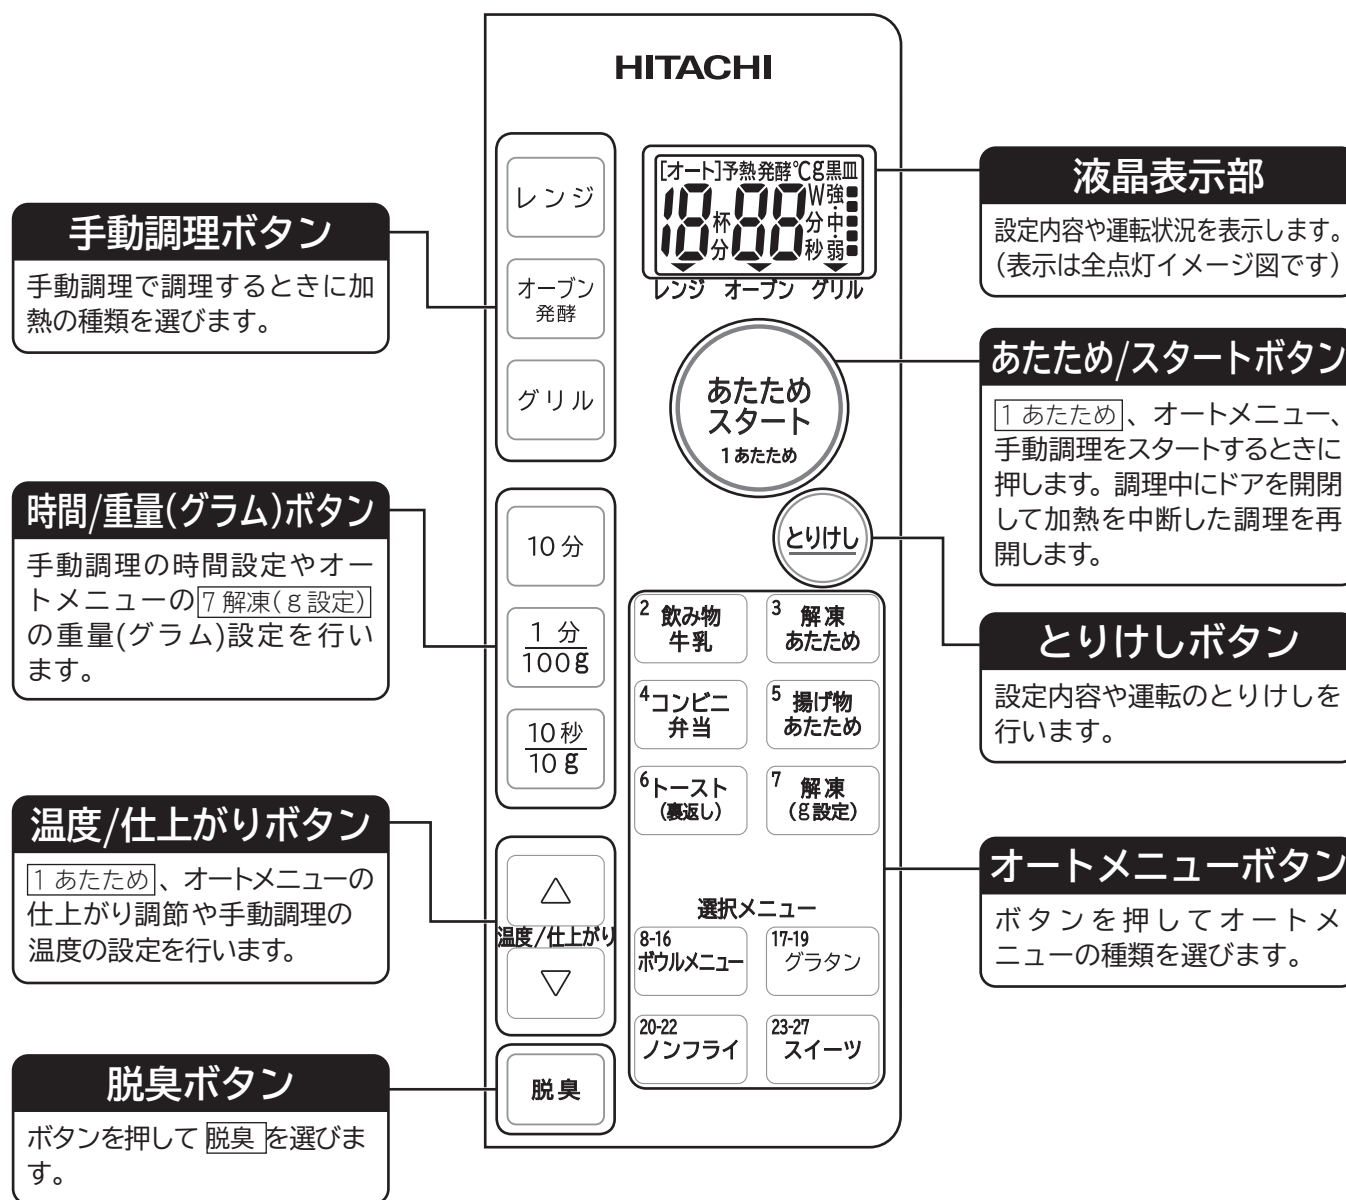 HITACHI
手動調理ボタン
手動調理で調理するときに加
熱の種類を選びます。
時間/重量(グラム)ボタン
手動調理の時間設定やオー
トメニューの7 解凍(g設定)
の重量(グラム)設定を行い
ます。
温度/仕上がりボタン
1 あたため、オートメニューの
仕上がり調節や手動調理の
温度の設定を行います。
脱臭ボタン
ボタンを押して 脱臭 を選びま
す。
レンジ
オーブン
発酵
グリル
10分
1 分
100g
10秒
10g
△
温度/仕上がり
▽
脱臭
[オート]予熱発酵℃g黒皿
18杯88W強
分 分・中・
秒 弱
レンジ オーブン グリル
あたため
スタート
1あたため
とりけし
2 飲み物
牛乳
3 解凍
あたため
4コンビニ
弁当
5 揚げ物
あたため
6トースト
(裏返し)
7 解凍
(g設定)
選択メニュー
8-16
ボウルメニュー
17-19
グラタン
20-22
ノンフライ
23-27
スイーツ
液晶表示部
設定内容や運転状況を表示します。
(表示は全点灯イメージ図です)
あたため/スタートボタン
1 あたため、オートメニュー、
手動調理をスタートするときに
押します。調理中にドアを開閉
して加熱を中断した調理を再
開します。
とりけしボタン
設定内容や運転のとりけしを
行います。
オートメニューボタン
ボタンを押してオートメ
ニューの種類を選びます。